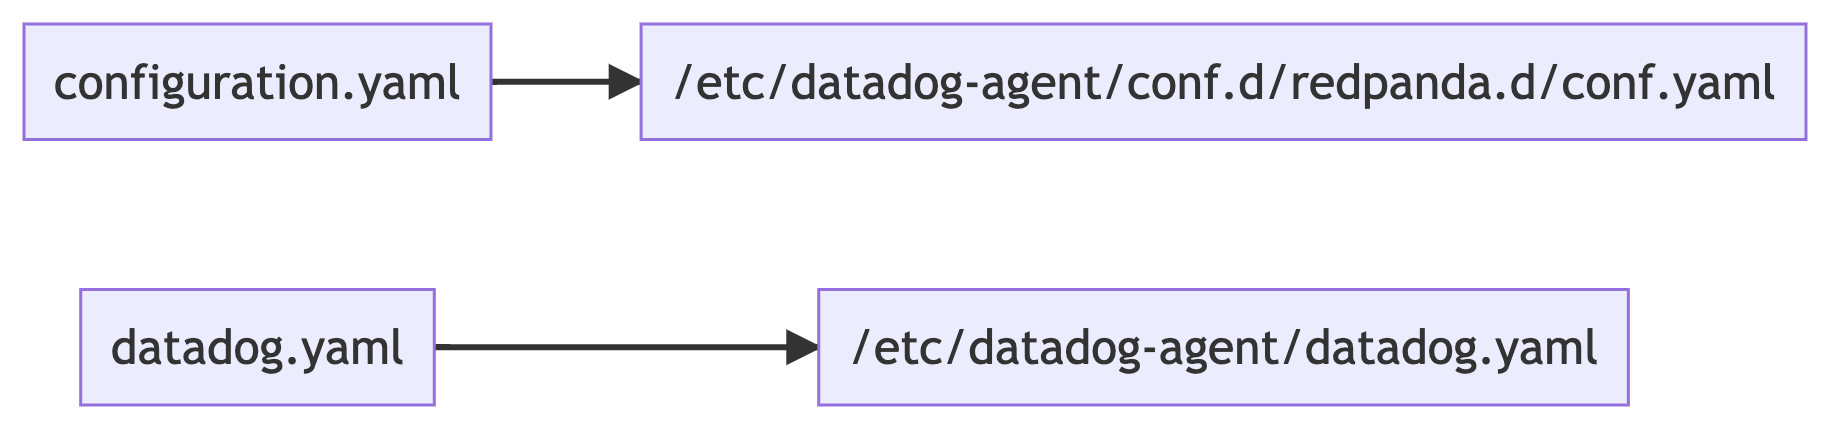 configuration.yaml
/etc/datadog-agent/conf.d/redpanda.d/conf.yaml
datadog.yaml
/etc/datadog-agent/datadog.yaml